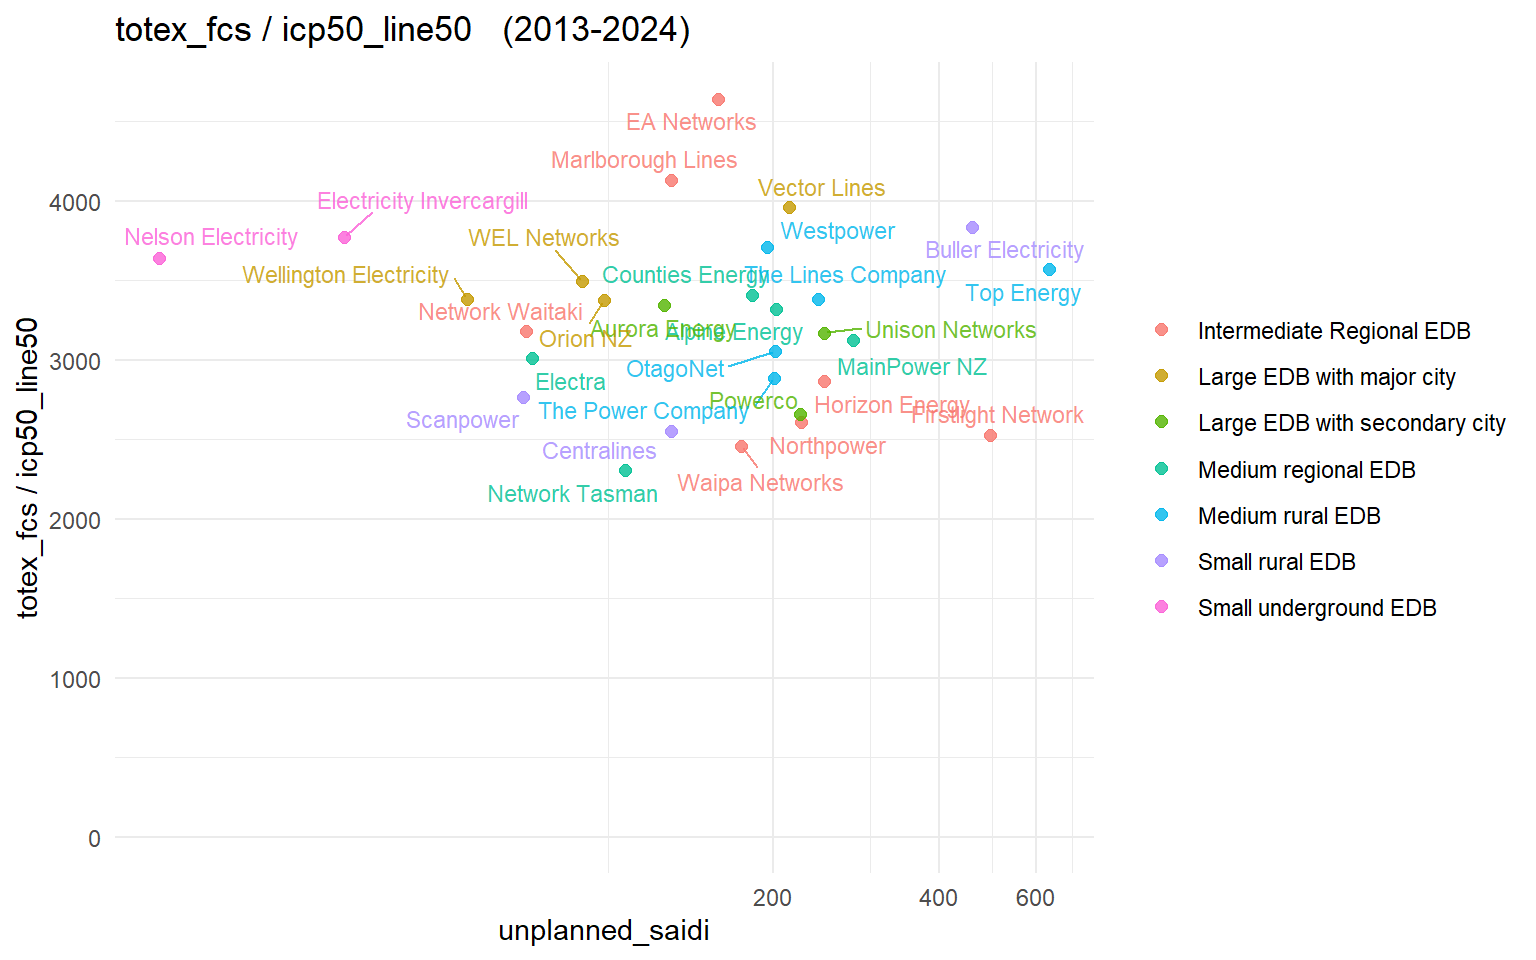 totex_fcs / icp50_line50   (2013-2024)
EA Networks
Marlborough Lines
Vector Lines
Electricity Invercargill
Westpower
Nelson Electricity
WEL Networks
Buller Electricity
Wellington Electricity
Counties Energy
The Lines Company
Top Energy
Network Waitaki
Orion NZ
Aurora Energy
Alpine Energy
Unison Networks
OtagoNet
MainPower NZ
Electra
Powerco
Horizon Energy
Firstlight Network
The Power Company
Scanpower
Northpower
Centralines
Waipa Networks
Network Tasman
4000
3000
2000
1000
0
200
400
600
unplanned_saidi
totex_fcs / icp50_line50
Intermediate Regional EDB
Large EDB with major city
Large EDB with secondary city
Medium regional EDB
Medium rural EDB
Small rural EDB
Small underground EDB